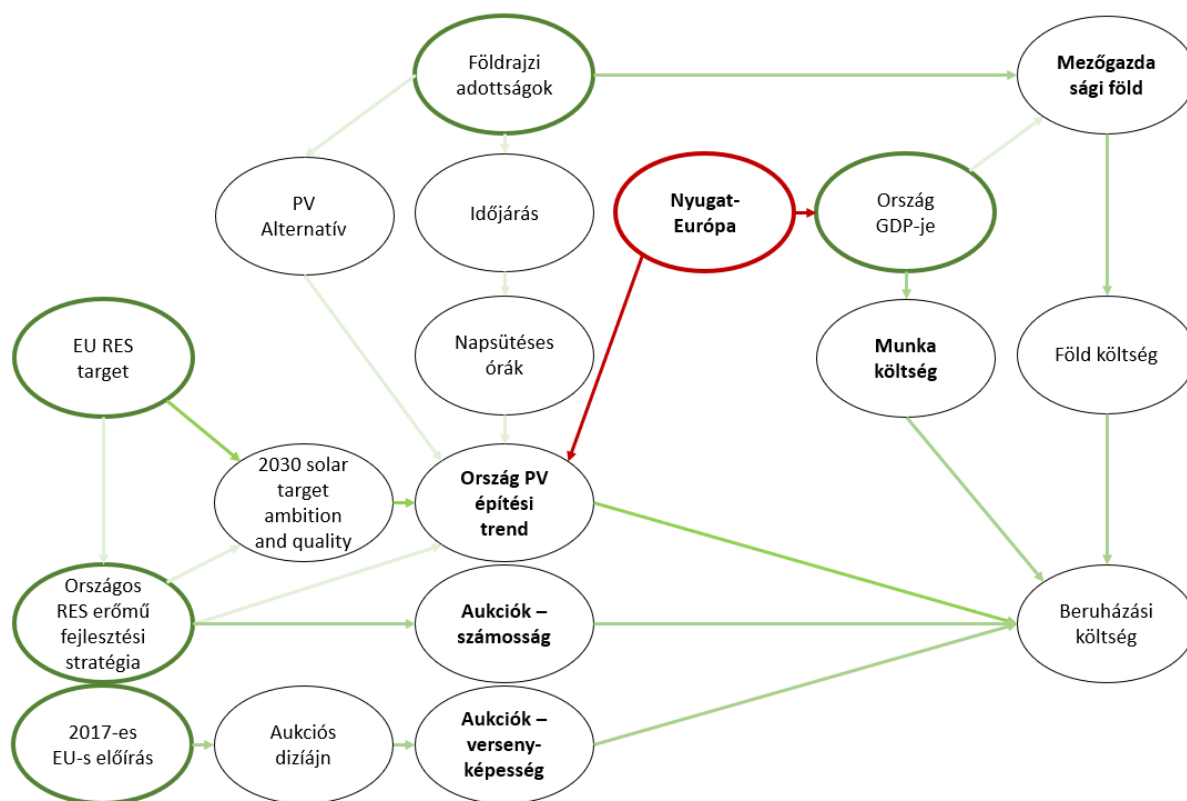 Földrajzi
adottságok
Mezőgazda
sági föld
PV
Alternatív
Időjárás
Nyugat-
Európa
Ország
GDP-je
EU RES
target
Napsütéses
órák
Munka
költség
Föld költség
2030 solar
target
ambition
and quality
Ország PV
építési
trend
Országos
RES erőmű
fejlesztési
stratégia
Aukciók –
számosság
Beruházási
költség
2017-es
EU-s előírás
Aukciós
dizíájn
Aukciók –
verseny-
képesség